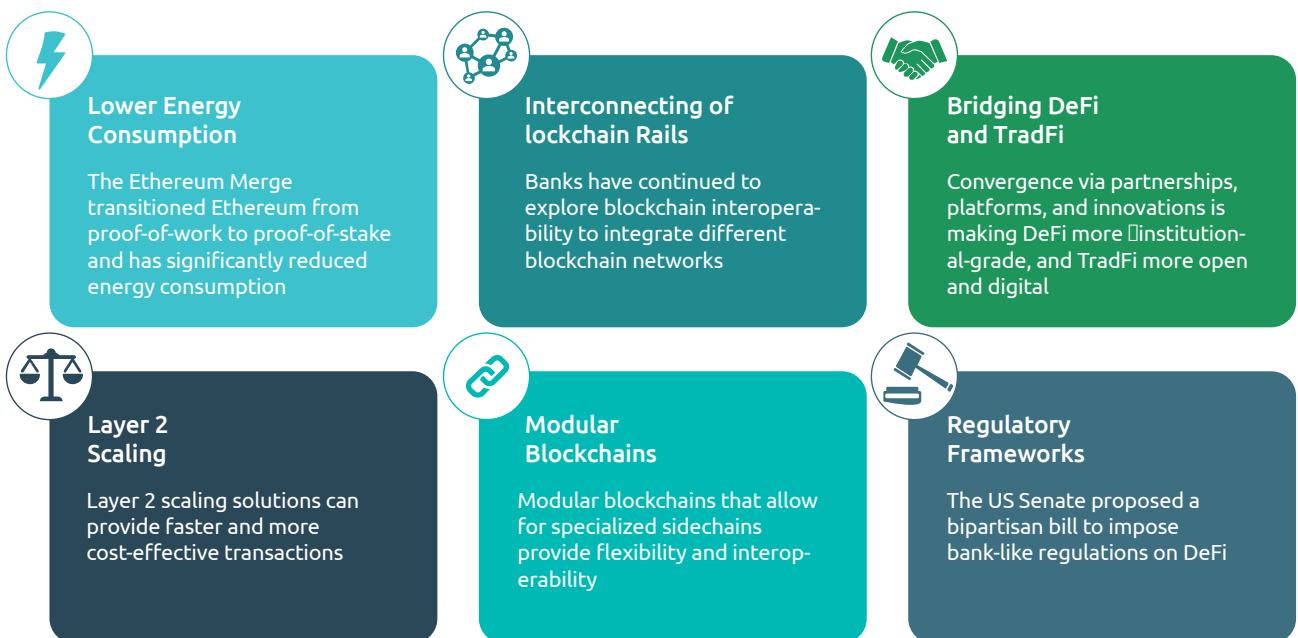 Lower Energy
Consumption
The Ethereum Merge
transitioned Ethereum from
proof-of-work to proof-of-stake
and has significantly reduced
energy consumption
Interconnecting of
lockchain Rails
Banks have continued to
explore blockchain interopera-
bility to integrate different
blockchain networks
Bridging DeFi
and TradFi
Convergence via partnerships,
platforms, and innovations is
making DeFi more ▯institution-
al-grade, and TradFi more open
and digital
Layer 2
Scaling
Layer 2 scaling solutions can
provide faster and more
cost-effective transactions
Modular
Blockchains
Modular blockchains that allow
for specialized sidechains
provide flexibility and interop-
erability
Regulatory
Frameworks
The US Senate proposed a
bipartisan bill to impose
bank-like regulations on DeFi